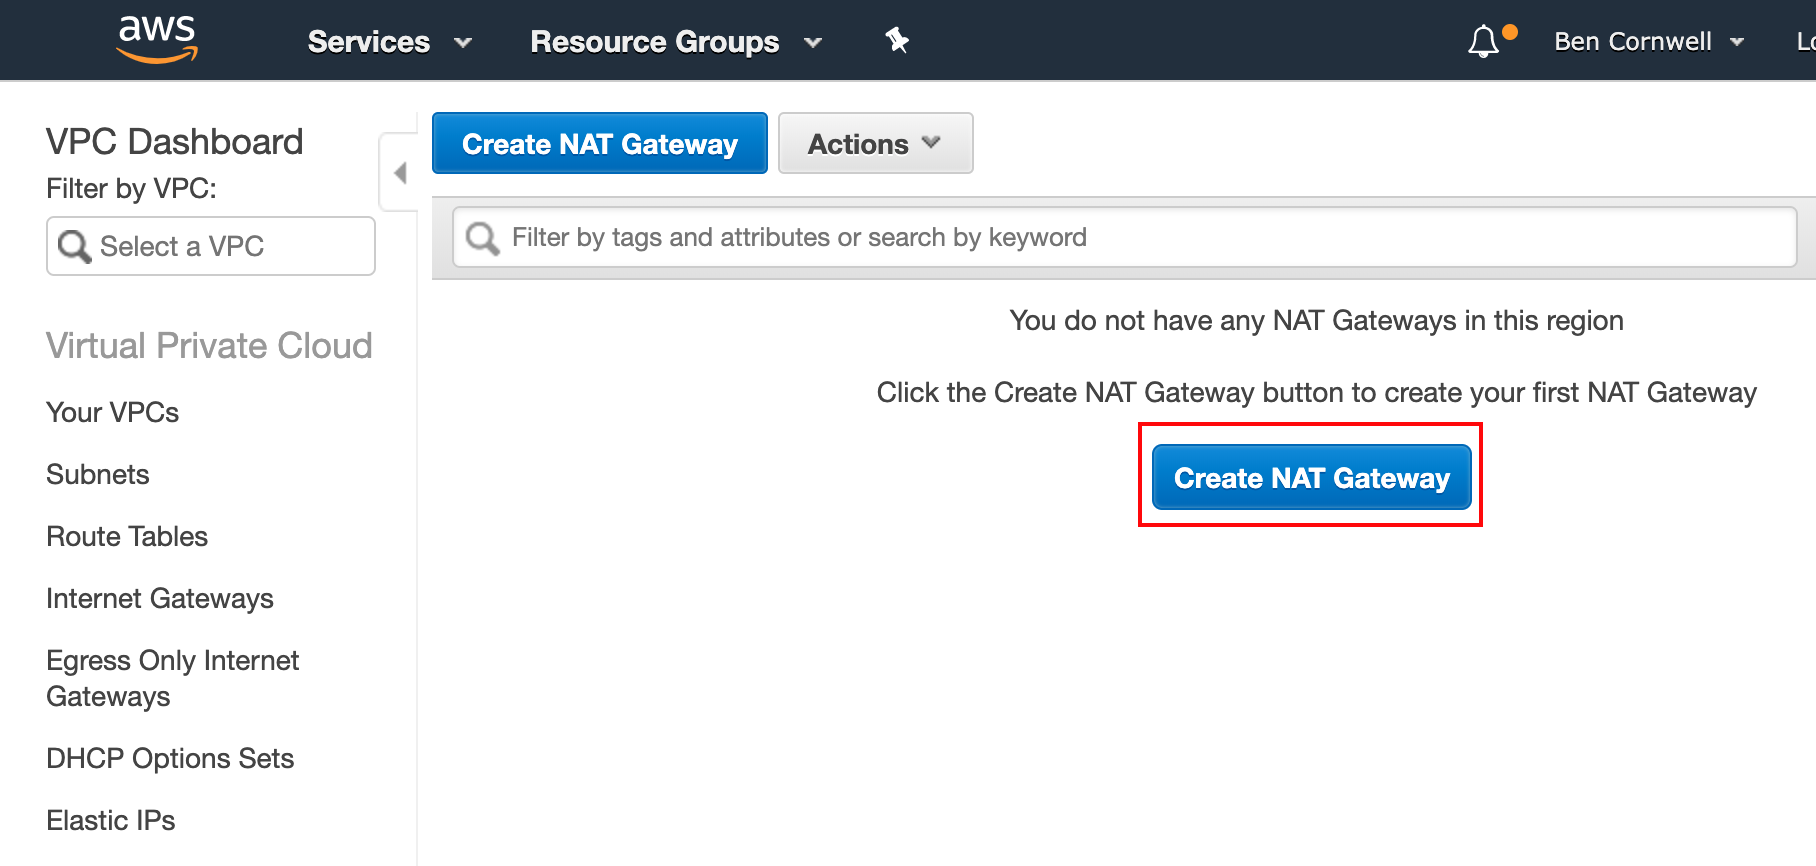 aws
Services
Resource Groups
Ben Cornwell
VPC Dashboard
Filter by VPC:
Select a VPC
Virtual Private Cloud
Your VPCs
Subnets
Route Tables
Internet Gateways
Egress Only Internet
Gateways
DHCP Options Sets
Elastic IPs
Create NAT Gateway
Actions
Filter by tags and attributes or search by keyword
You do not have any NAT Gateways in this region
Click the Create NAT Gateway button to create your first NAT Gateway
Create NAT Gateway